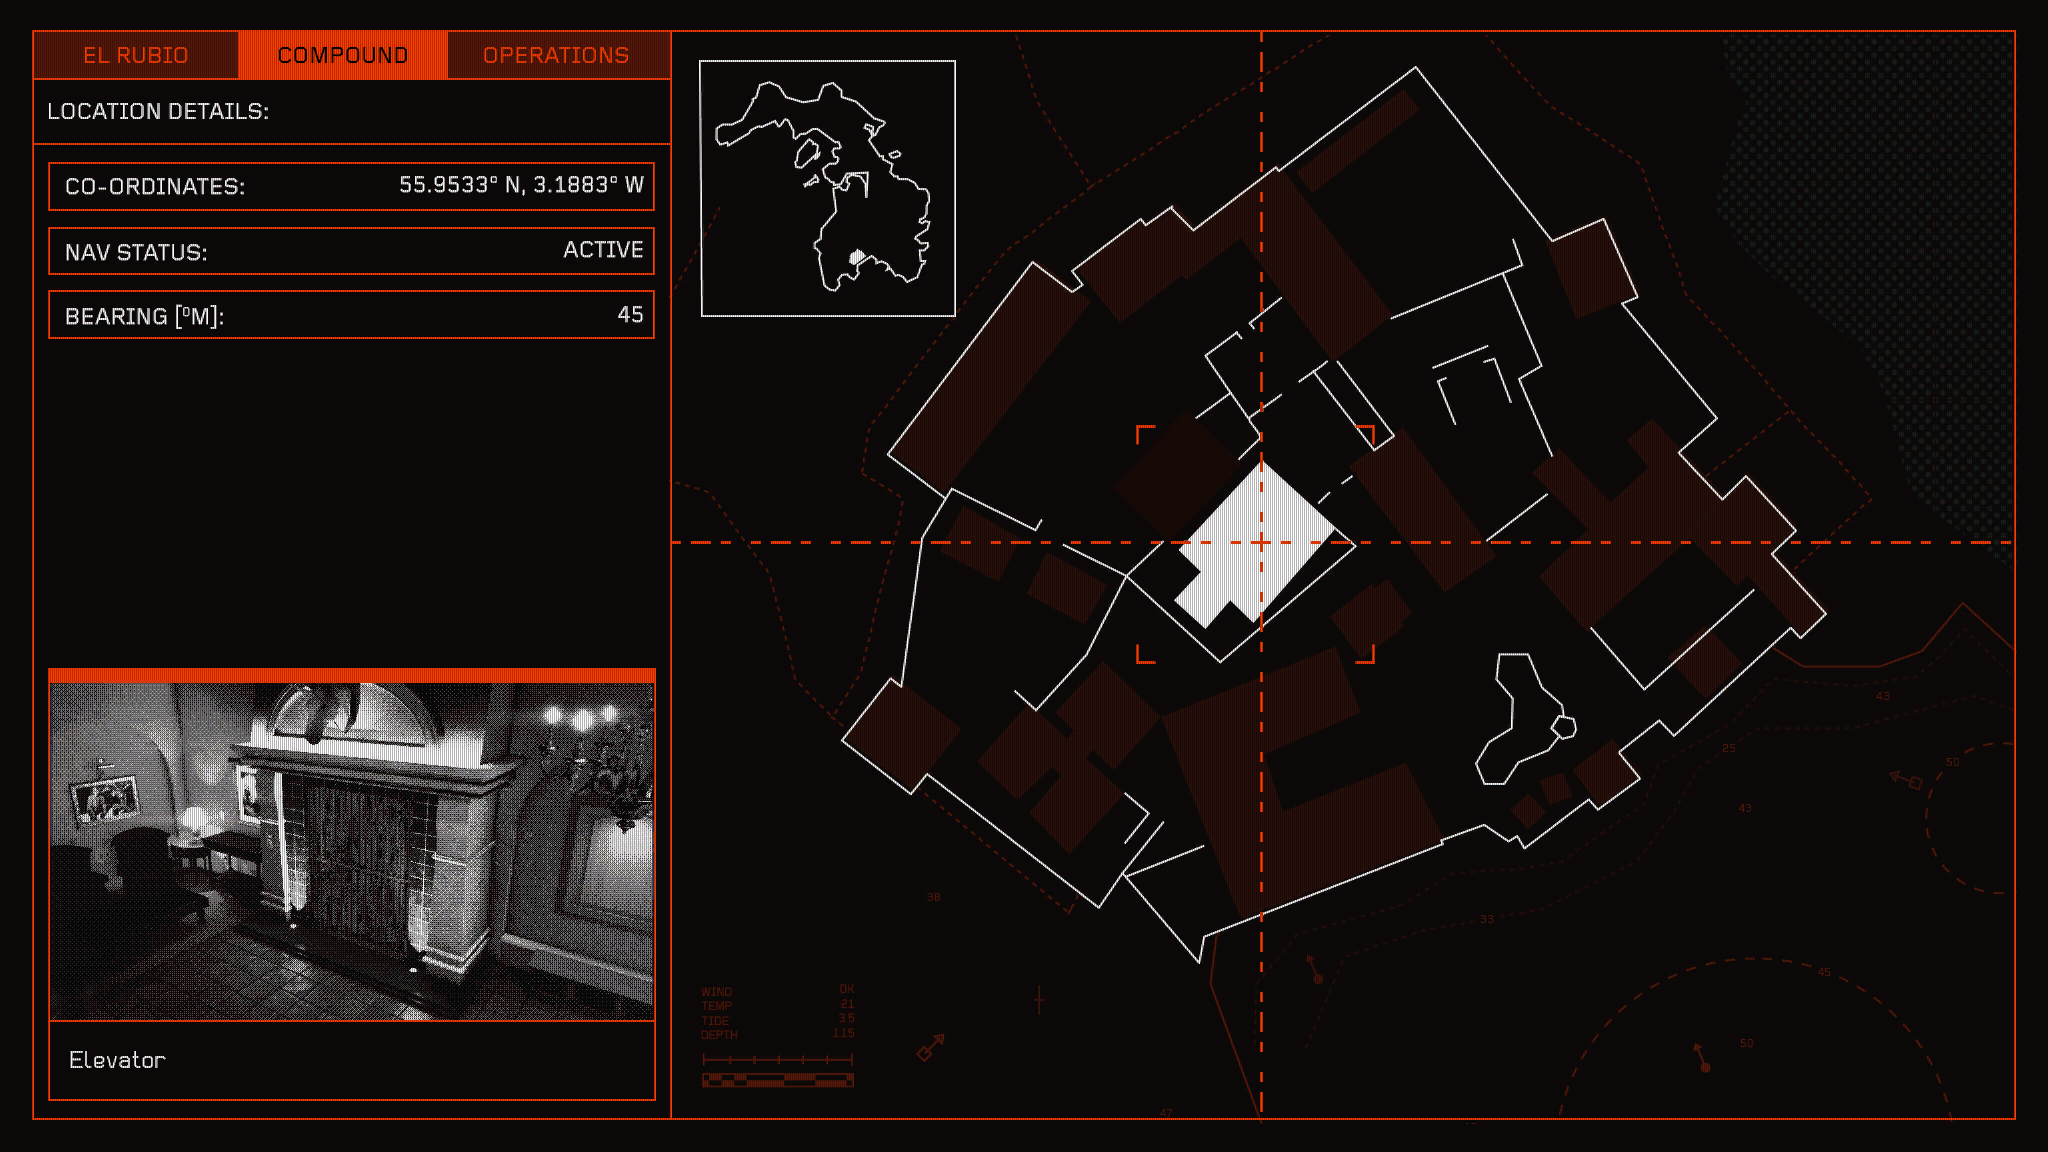 EL RUBIO COMPOUND OPERATIONS
LOCATION DETAILS:
CO-ORDINATES: 55.9533° N, 3.1883° W
NAV STATUS: ACTIVE
BEARING [°M]: 45
Elevator
WIND OK
TEMP 21
TIDE 3.5
DEPTH 115
38
47
33
43
25
43
50
45
50